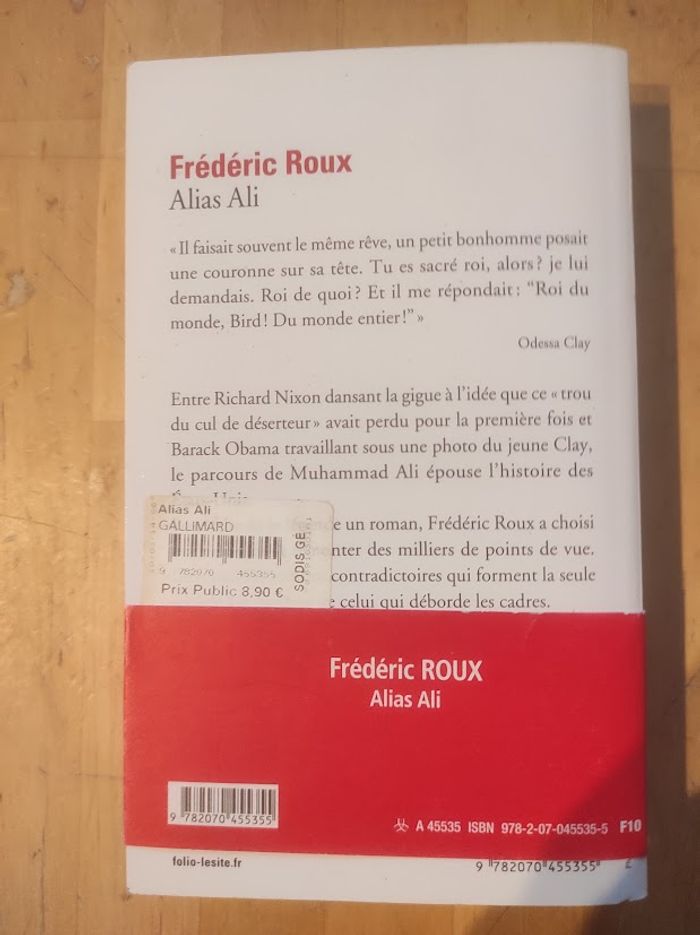 Frédéric Roux
Alias Ali
« Il faisait souvent le même rêve, un petit bonhomme posait
une couronne sur sa tête. Tu es sacré roi, alors ? je lui
demandais. Roi de quoi ? Et il me répondait : “Roi du
monde, Bird ! Du monde entier !” »
Odessa Clay
Entre Richard Nixon dansant la gigue à l’idée que ce « trou
du cul de déserteur » avait perdu pour la première fois et
Barack Obama travaillant sous une photo du jeune Clay,
le parcours de Muhammad Ali épouse l’histoire des
un roman, Frédéric Roux a choisi
des milliers de points de vue.
contradictoires qui forment la seule
celui qui déborde les cadres.
Alias Ali
GALLIMARD
9 782070 455355
SODIS GE
Prix Public 8,90 €
Frédéric ROUX
Alias Ali
9 782070 455355
A 45535 ISBN 978-2-07-045535-5 F10
folio-lesite.fr
9 782070 455355